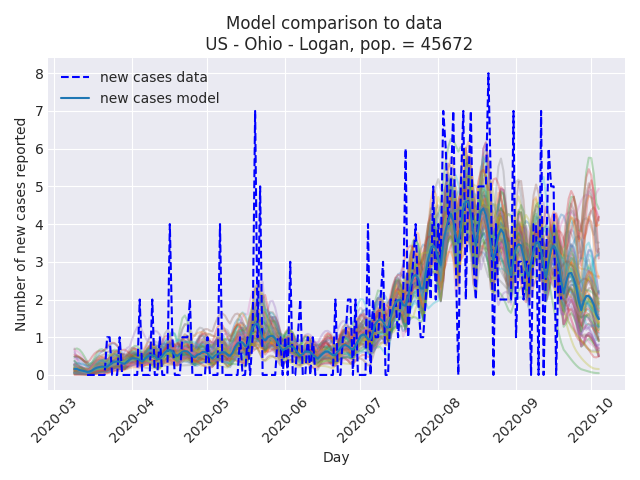 Model comparison to data
US - Ohio - Logan, pop. = 45672
new cases data
new cases model
Number of new cases reported
8
7
6
5
4
3
2
1
0
2020-03
2020-04
2020-05
2020-06
2020-07
2020-08
2020-09
2020-10
Day